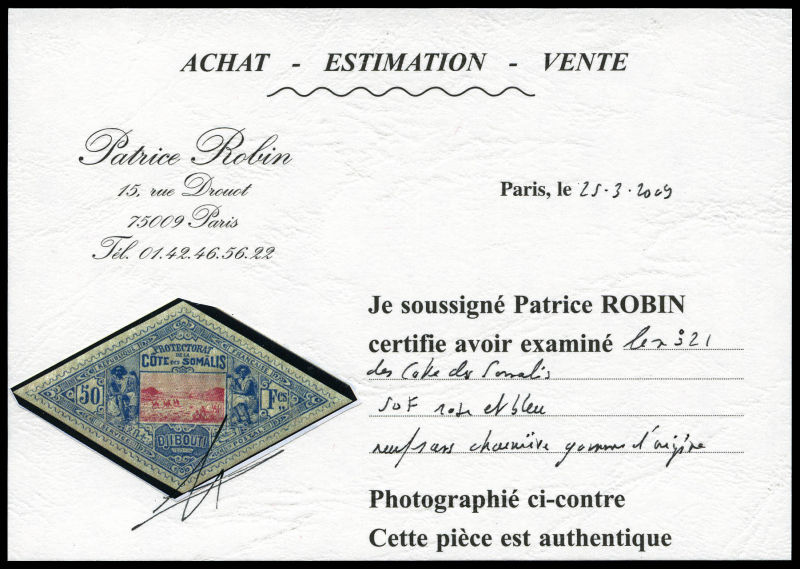 ACHAT - ESTIMATION - VENTE
Patrice Robin
15, rue Drouot
75009 Paris
Tél. 01.42.46.56.22
Paris, le 25.3.2009
Je soussigné Patrice ROBIN
certifie avoir examiné le n° 21
des Côte des Somalis
50F rose et bleu
neuf sans charnière gomme d'origine
PROTECTORAT
DE LA
CÔTE DES SOMALIS
50
Fcs
DJIBOUTI
Photographié ci-contre
Cette pièce est authentique